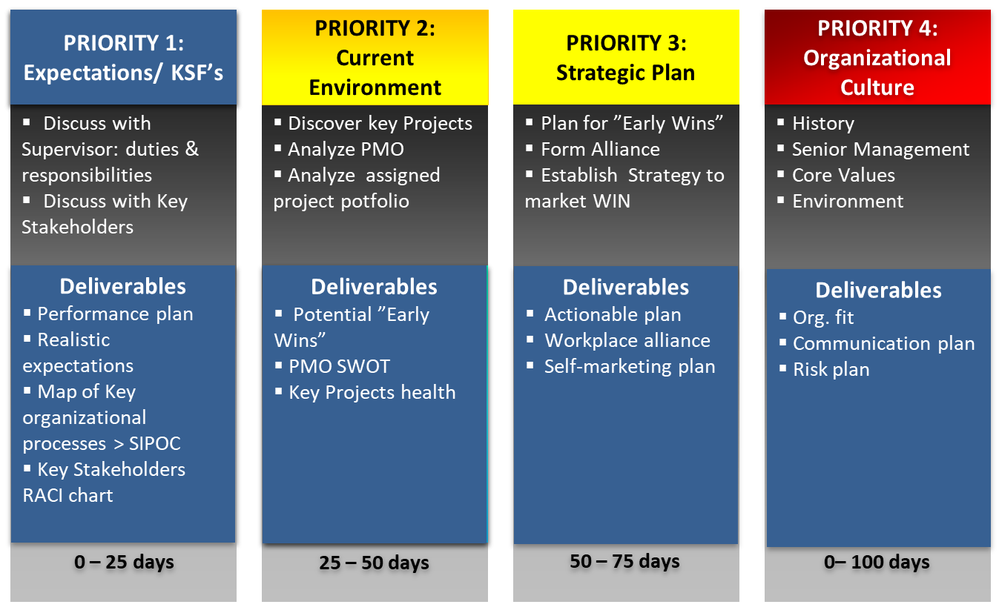 PRIORITY 1:
Expectations/ KSF’s
▪ Discuss with
Supervisor: duties &
responsibilities
▪ Discuss with Key
Stakeholders
Deliverables
▪ Performance plan
▪ Realistic
expectations
▪ Map of Key
organizational
processes > SIPOC
▪ Key Stakeholders
RACI chart
0 – 25 days
PRIORITY 2:
Current
Environment
▪ Discover key Projects
▪ Analyze PMO
▪ Analyze assigned
project potfolio
Deliverables
▪ Potential ”Early
Wins”
▪ PMO SWOT
▪ Key Projects health
25 – 50 days
PRIORITY 3:
Strategic Plan
▪ Plan for ”Early Wins”
▪ Form Alliance
▪ Establish Strategy to
market WIN
Deliverables
▪ Actionable plan
▪ Workplace alliance
▪ Self-marketing plan
50 – 75 days
PRIORITY 4:
Organizational
Culture
▪ History
▪ Senior Management
▪ Core Values
▪ Environment
Deliverables
▪ Org. fit
▪ Communication plan
▪ Risk plan
0– 100 days